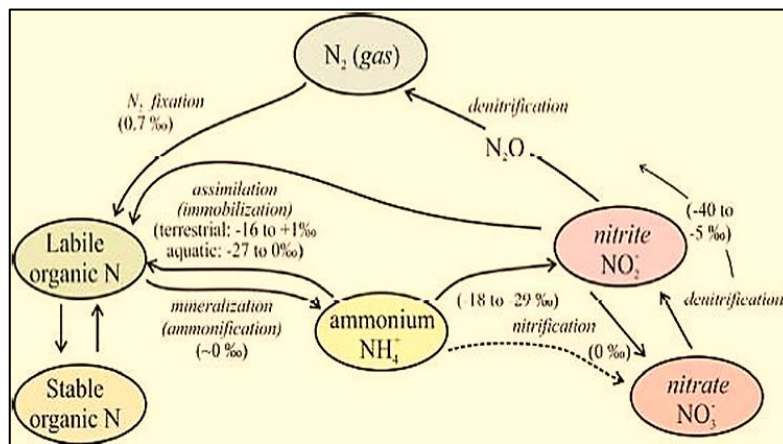 N₂ (gas)
N₂ fixation
(0.7 ‰)
denitrification
N₂O
assimilation
(immobilization)
(terrestrial: -16 to +1‰
aquatic: -27 to 0‰)
(-40 to
-5 ‰)
Labile
organic N
nitrite
NO₂⁻
mineralization
(ammonification)
(~0 ‰)
ammonium
NH₄⁺
(-18 to -29 ‰)
nitrification
(0 ‰)
denitrification
Stable
organic N
nitrate
NO₃⁻